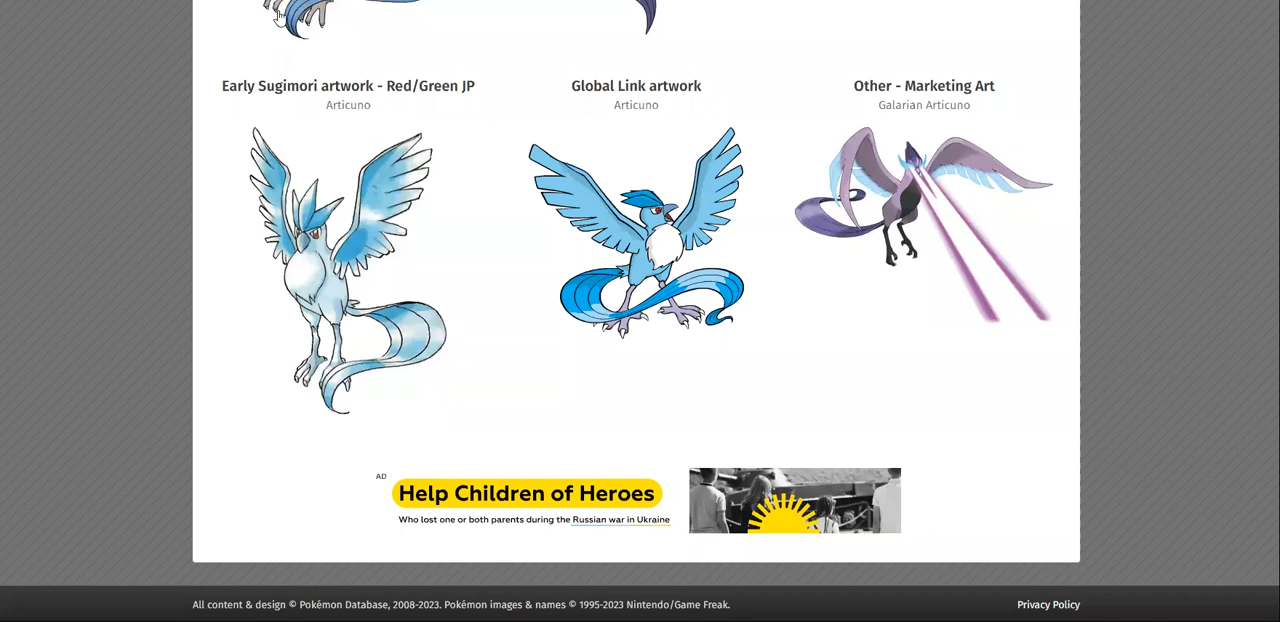 Early Sugimori artwork - Red/Green JP
Articuno
Global Link artwork
Articuno
Other - Marketing Art
Galarian Articuno
AD
Help Children of Heroes
Who lost one or both parents during the Russian war in Ukraine
All content & design © Pokémon Database, 2008-2023. Pokémon images & names © 1995-2023 Nintendo/Game Freak.
Privacy Policy